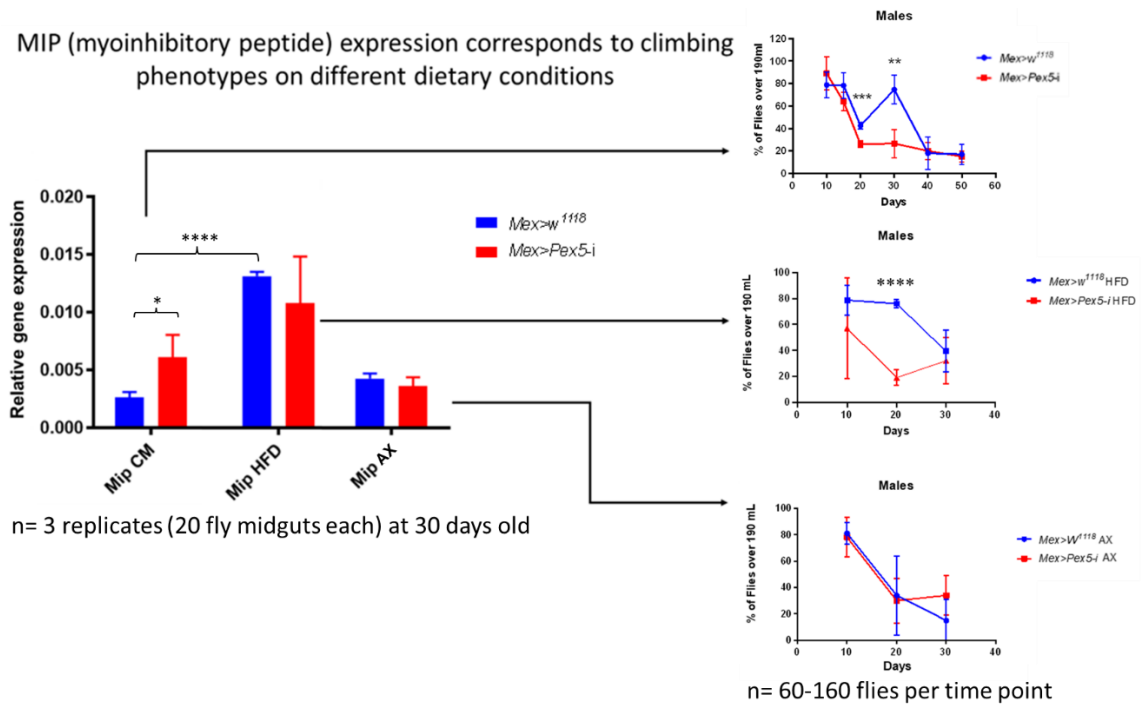 MIP (myoinhibitory peptide) expression corresponds to climbing
phenotypes on different dietary conditions
0.020
0.015
0.010
0.005
0.000
Relative gene expression
****
*
Mex>w1118
Mex>Pex5-i
Mip CM
Mip HFD
Mip AX
n= 3 replicates (20 fly midguts each) at 30 days old
Males
120
100
80
60
40
20
0
% of Flies over 190ml
***
**
Mex>w1118
Mex>Pex5-i
0 10 20 30 40 50 60
Days
Males
100
80
60
40
20
0
% of Flies over 190 mL
****
Mex>w1118 HFD
Mex>Pex5-i HFD
0 10 20 30 40
Days
Males
100
80
60
40
20
0
% of Flies over 190 mL
Mex>W1118 AX
Mex>Pex5-i AX
0 10 20 30 40
Days
n= 60-160 flies per time point